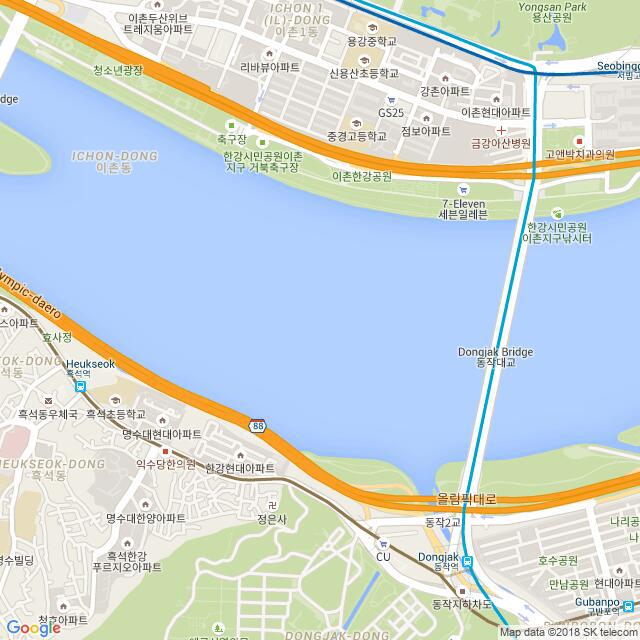 Yongsan Park
용산공원
ICHON 1
(IL)-DONG
이촌1동
이촌두산위브
트레지움아파트
용강중학교
리바뷰아파트
신용산초등학교
Seobingg
서빙고
청소년광장
강촌아파트
GS25
이촌현대아파트
점보아파트
중경고등학교
금강아산병원
고앤박치과의원
축구장
한강시민공원이촌
지구 거북축구장
ICHON-DONG
이촌동
이촌한강공원
7-Eleven
세븐일레븐
한강시민공원
이촌지구낚시터
ympic-daero
스아파트
효사정
Dongjak Bridge
동작대교
Heukseok
흑석역
흑석동우체국
흑석초등학교
88
명수대현대아파트
HEUKSEOK-DONG
흑석동
익수당한의원
한강현대아파트
올림픽대로
명수대한양아파트
정은사
동작2교
CU
Dongjak
동작역
호수공원
흑석한강
푸르지오아파트
만남공원
현대아파트
Gubanpo
구반포역
동작지하차도
청호아파트
DONGJAK-DONG
Google
Map data ©2018 SK telec